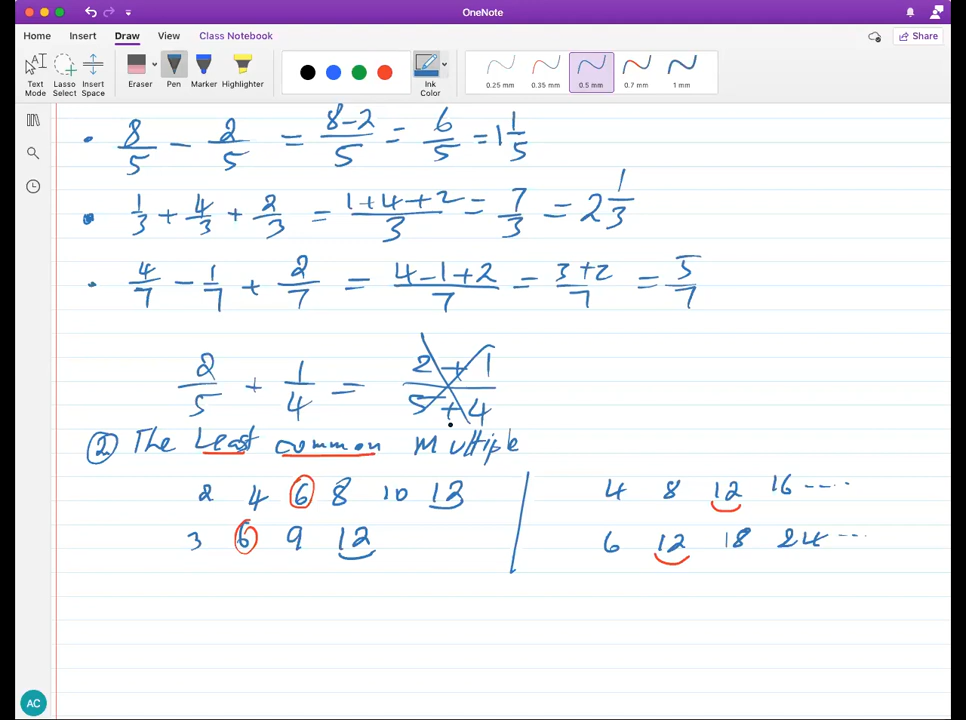 OneNote
Home Insert Draw View Class Notebook Share
Text Mode Lasso Select Insert Space Eraser Pen Marker Highlighter Ink Color 0.25 mm 0.35 mm 0.5 mm 0.7 mm 1 mm
• 8/5 - 2/5 = 8-2/5 = 6/5 = 1 1/5
• 1/3 + 4/3 + 2/3 = 1+4+2/3 = 7/3 = 2 1/3
• 4/7 - 1/7 + 2/7 = 4-1+2/7 = 3+2/7 = 5/7
2/5 + 1/4 = 2+1/5+4
② The Least common Multiple
2 4 6 8 10 12 4 8 12 16 ----
3 6 9 12 6 12 18 24 ---
AC